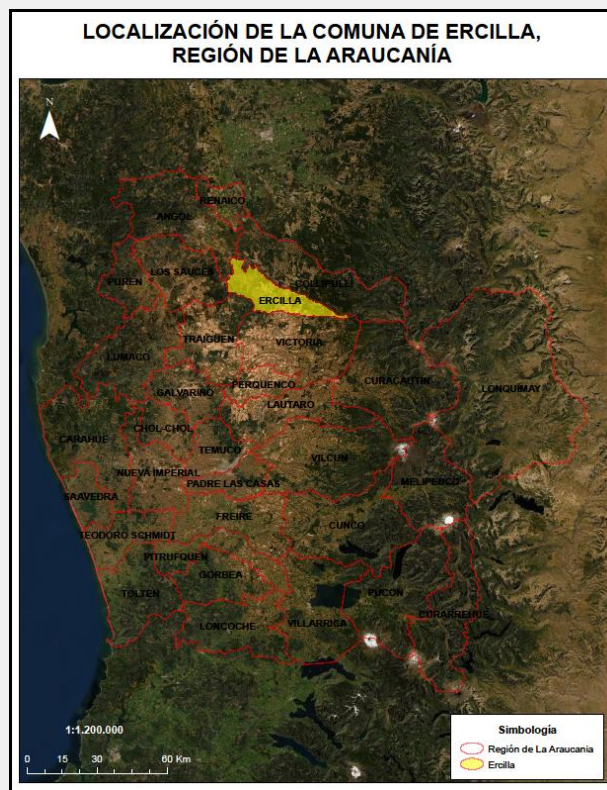 LOCALIZACIÓN DE LA COMUNA DE ERCILLA,
REGIÓN DE LA ARAUCANÍA
N
RENAICO
ANGOL
LOS SAUCES
COLLIPULLI
PUREN
ERCILLA
TRAIGUEN
VICTORIA
LUMACO
PERQUENCO
CURACAUTIN
LONQUIMAY
GALVARINO
LAUTARO
CHOL-CHOL
CARAHUE
TEMUCO
VILCUN
NUEVA IMPERIAL
MELIPEUCO
PADRE LAS CASAS
SAAVEDRA
FREIRE
CUNCO
TEODORO SCHMIDT
PITRUFQUEN
GORBEA
TOLTEN
PUCON
CURARREHUE
LONCOCHE
VILLARRICA
1:1.200.000
0 15 30 60 Km
Simbología
Región de La Araucania
Ercilla